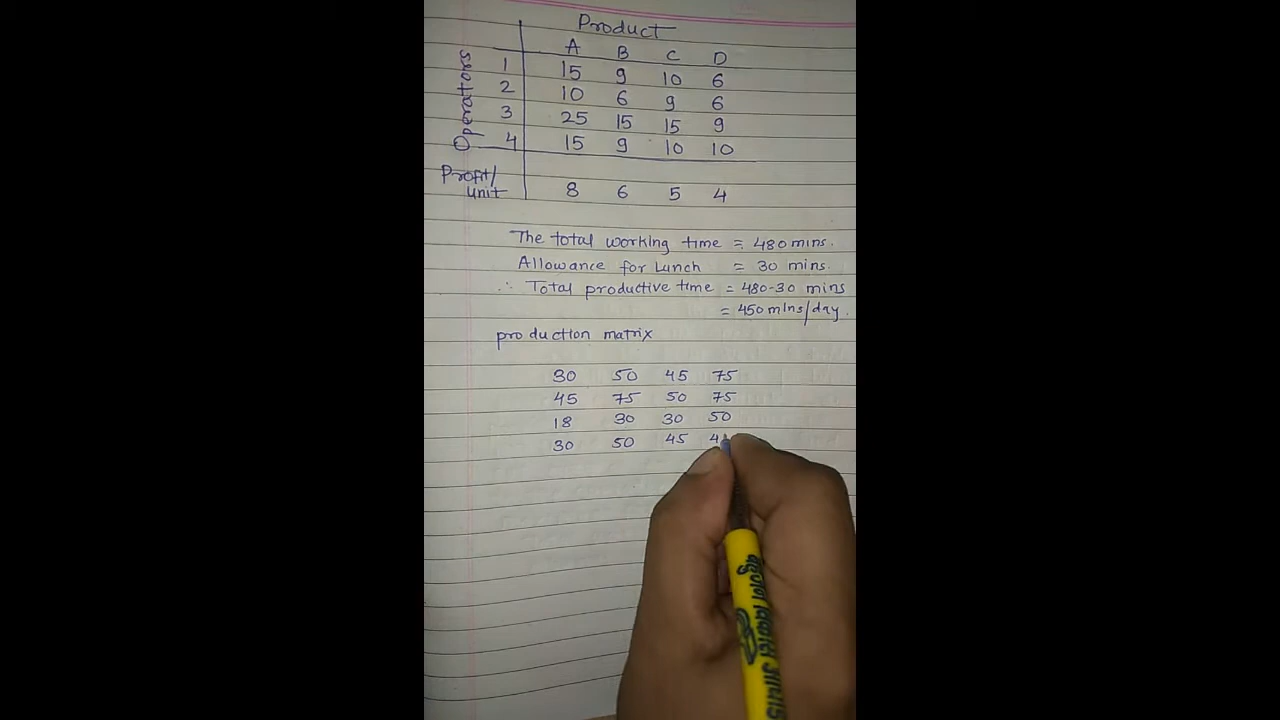 Product
A B C D
Operators
1 15 9 10 6
2 10 6 9 6
3 25 15 15 9
4 15 9 10 10
Profit/
unit 8 6 5 4
The total working time = 480 mins.
Allowance for Lunch = 30 mins.
∴ Total productive time = 480-30 mins
= 450 mins/day.
production matrix
30 50 45 75
45 75 50 75
18 30 30 50
30 50 45